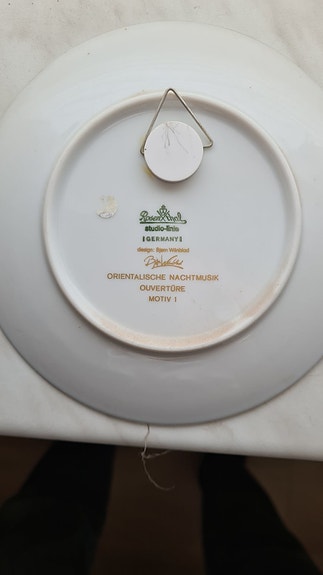 Rosenthal
studio-linie
GERMANY
design: Bjørn Wiinblad
ORIENTALISCHE NACHTMUSIK
OUVERTÜRE
MOTIV I